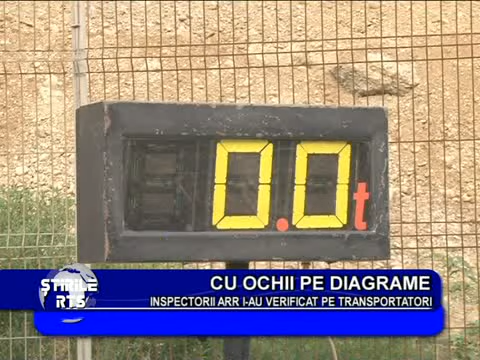 0.0t
CU OCHII PE DIAGRAME
ȘTIRILE
RTS
INSPECTORII ARR I-AU VERIFICAT PE TRANSPORTATORI